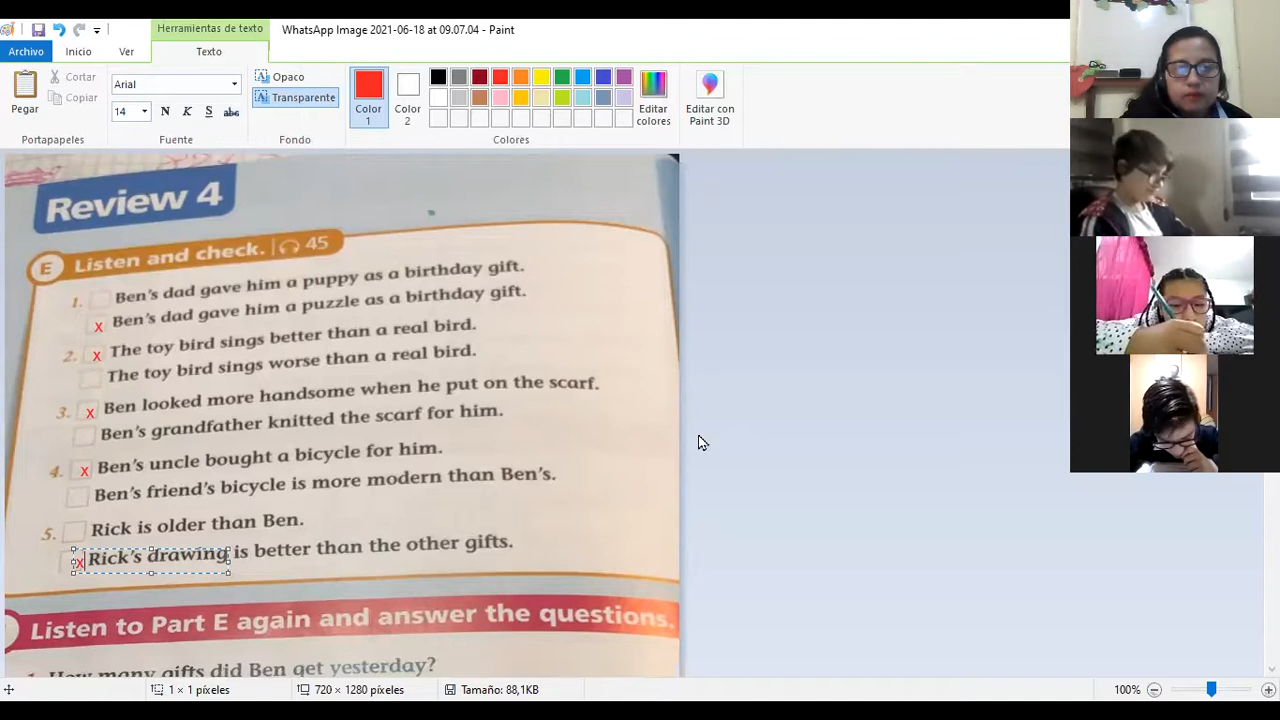 Herramientas de texto
WhatsApp Image 2021-06-18 at 09.07.04 - Paint
Archivo
Inicio
Ver
Texto
Pegar
Cortar
Copiar
Portapapeles
Arial
14
N K S abc
Fuente
Opaco
Transparente
Fondo
Color 1
Color 2
Editar colores
Editar con Paint 3D
Colores
Review 4
E Listen and check. 45
1. Ben's dad gave him a puppy as a birthday gift.
x Ben's dad gave him a puzzle as a birthday gift.
2. x The toy bird sings better than a real bird.
The toy bird sings worse than a real bird.
3. x Ben looked more handsome when he put on the scarf.
Ben's grandfather knitted the scarf for him.
4. x Ben's uncle bought a bicycle for him.
Ben's friend's bicycle is more modern than Ben's.
5. Rick is older than Ben.
x Rick's drawing is better than the other gifts.
Listen to Part E again and answer the questions.
How many gifts did Ben get yesterday?
1 × 1 píxeles
720 × 1280 píxeles
Tamaño: 88,1KB
100%